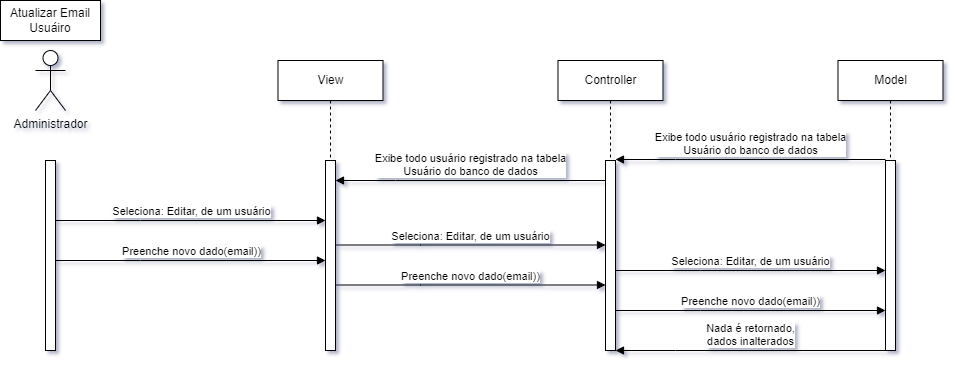 Atualizar Email
Usuáiro
Administrador
View
Controller
Model
Exibe todo usuário registrado na tabela
Usuário do banco de dados
Exibe todo usuário registrado na tabela
Usuário do banco de dados
Seleciona: Editar, de um usuário
Seleciona: Editar, de um usuário
Preenche novo dado(email))
Seleciona: Editar, de um usuário
Preenche novo dado(email))
Preenche novo dado(email))
Nada é retornado,
dados inalterados